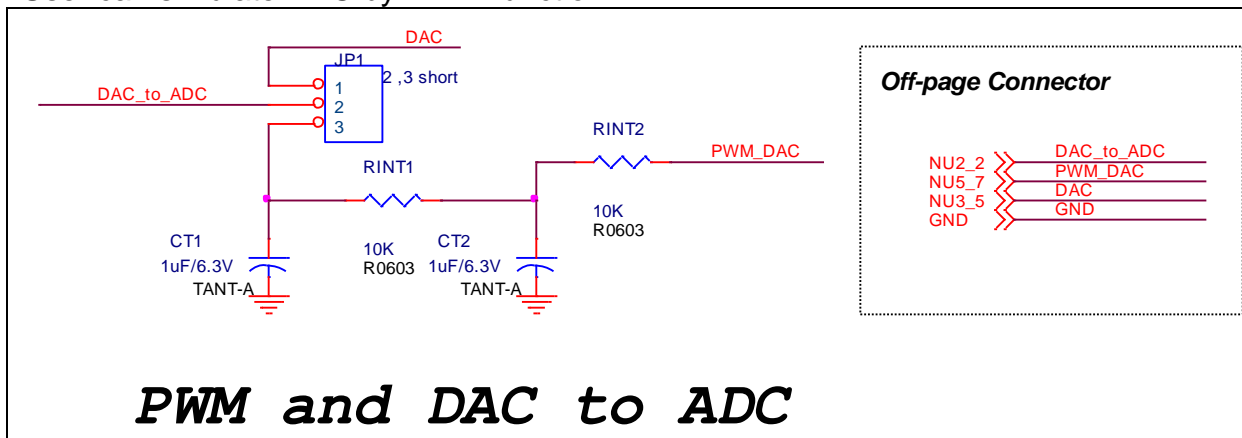 DAC
JP1
2 ,3 short
1
DAC_to_ADC
2
3
RINT2
PWM_DAC
RINT1
10K
R0603
CT1
1uF/6.3V
TANT-A
10K
R0603
CT2
1uF/6.3V
TANT-A
Off-page Connector
NU2_2 DAC_to_ADC
NU5_7 PWM_DAC
NU3_5 DAC
GND GND
PWM and DAC to ADC